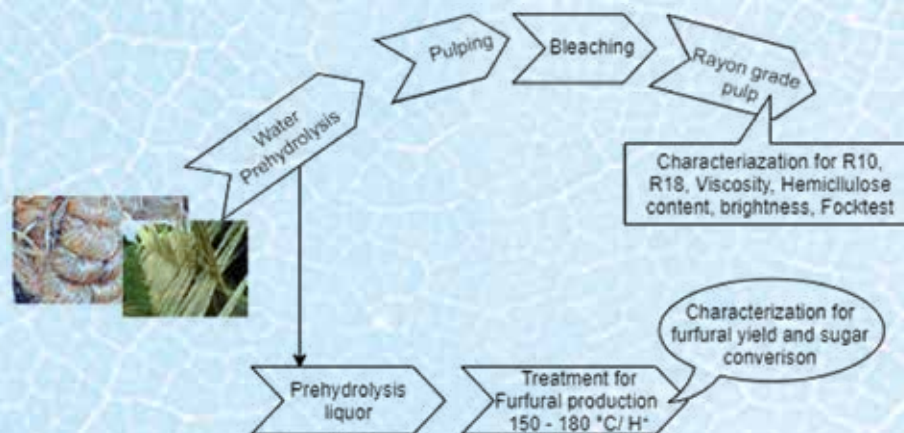 Water
Prehydrolysis
Pulping
Bleaching
Rayon grade
pulp
Characteriazation for R10,
R18, Viscosity, Hemicllulose
content, brightness, Focktest
Prehydrolysis
liquor
Treatment for
Furfural production
150 - 180 °C/ H⁺
Characterization for
furfural yield and sugar
converison